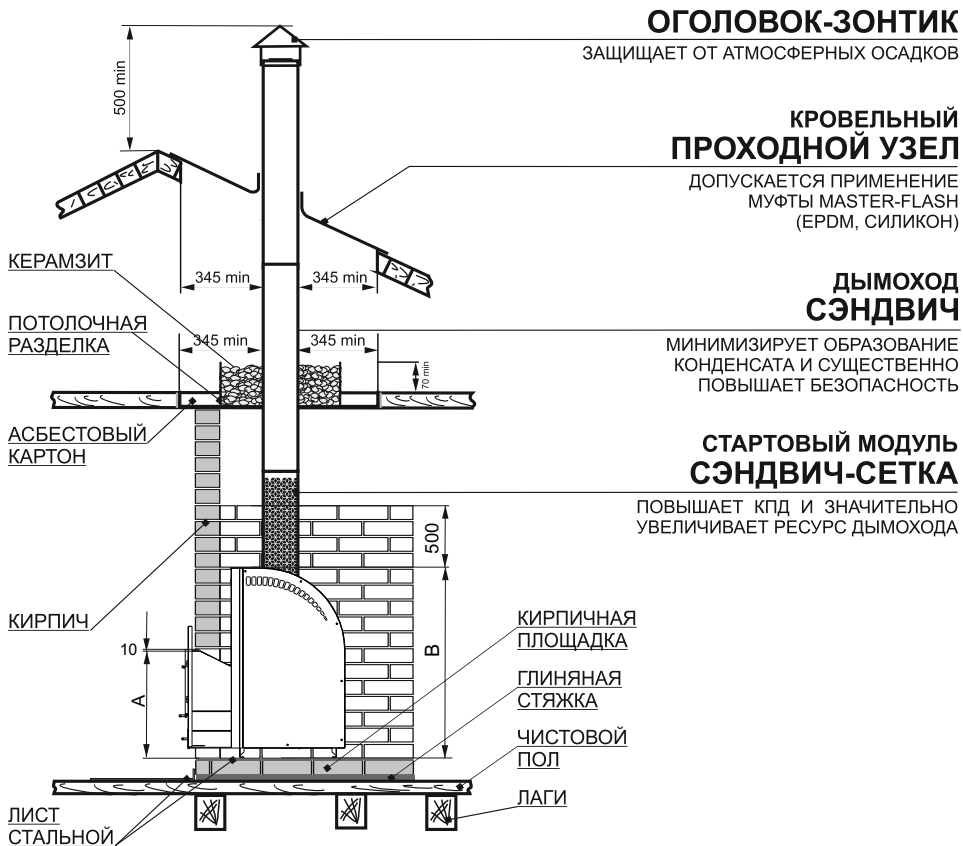 ОГОЛОВОК-ЗОНТИК
ЗАЩИЩАЕТ ОТ АТМОСФЕРНЫХ ОСАДКОВ
500 min
КРОВЕЛЬНЫЙ
ПРОХОДНОЙ УЗЕЛ
ДОПУСКАЕТСЯ ПРИМЕНЕНИЕ
МУФТЫ MASTER-FLASH
(EPDM, СИЛИКОН)
КЕРАМЗИТ
345 min
345 min
ДЫМОХОД
СЭНДВИЧ
МИНИМИЗИРУЕТ ОБРАЗОВАНИЕ
КОНДЕНСАТА И СУЩЕСТВЕННО
ПОВЫШАЕТ БЕЗОПАСНОСТЬ
ПОТОЛОЧНАЯ
РАЗДЕЛКА
345 min
345 min
70 min
АСБЕСТОВЫЙ
КАРТОН
СТАРТОВЫЙ МОДУЛЬ
СЭНДВИЧ-СЕТКА
ПОВЫШАЕТ КПД И ЗНАЧИТЕЛЬНО
УВЕЛИЧИВАЕТ РЕСУРС ДЫМОХОДА
500
КИРПИЧ
10
A
B
КИРПИЧНАЯ
ПЛОЩАДКА
ГЛИНЯНАЯ
СТЯЖКА
ЧИСТОВОЙ
ПОЛ
ЛАГИ
ЛИСТ
СТАЛЬНОЙ